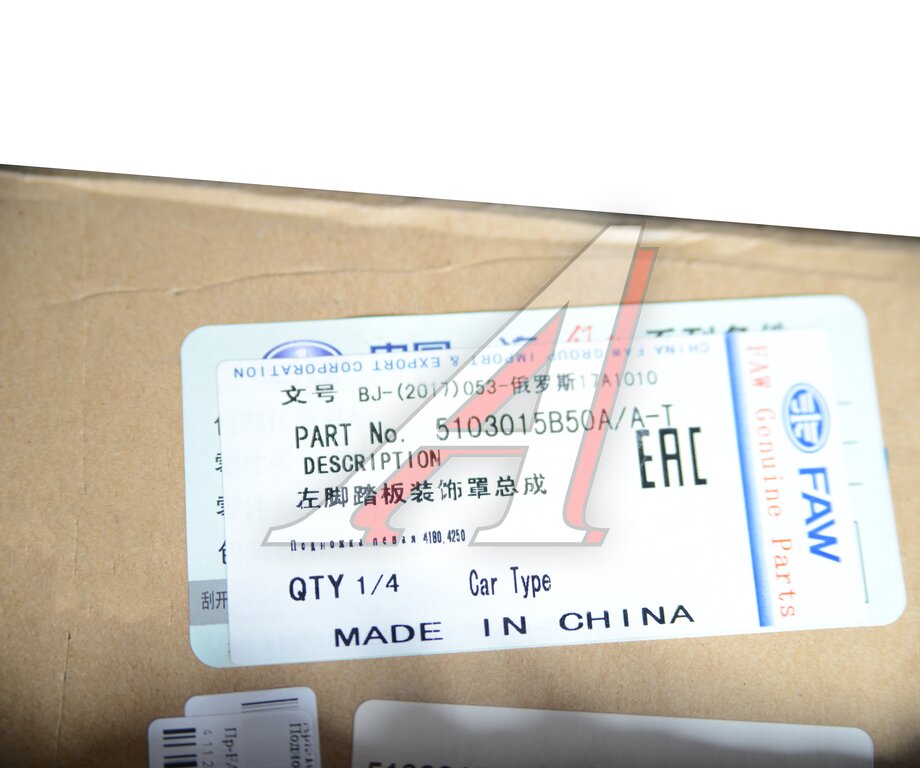 CHINA FAW GROUP IMPORT & EXPORT CORPORATION
文号 BJ-(2017)053-俄罗斯17A1010
PART No. 5103015B50A/A-T
DESCRIPTION
EAC
左脚踏板装饰罩总成
Подножка левая 4180,4250
QTY 1/4 Car Type
MADE IN CHINA
FAW Genuine Parts
FAW
刮开